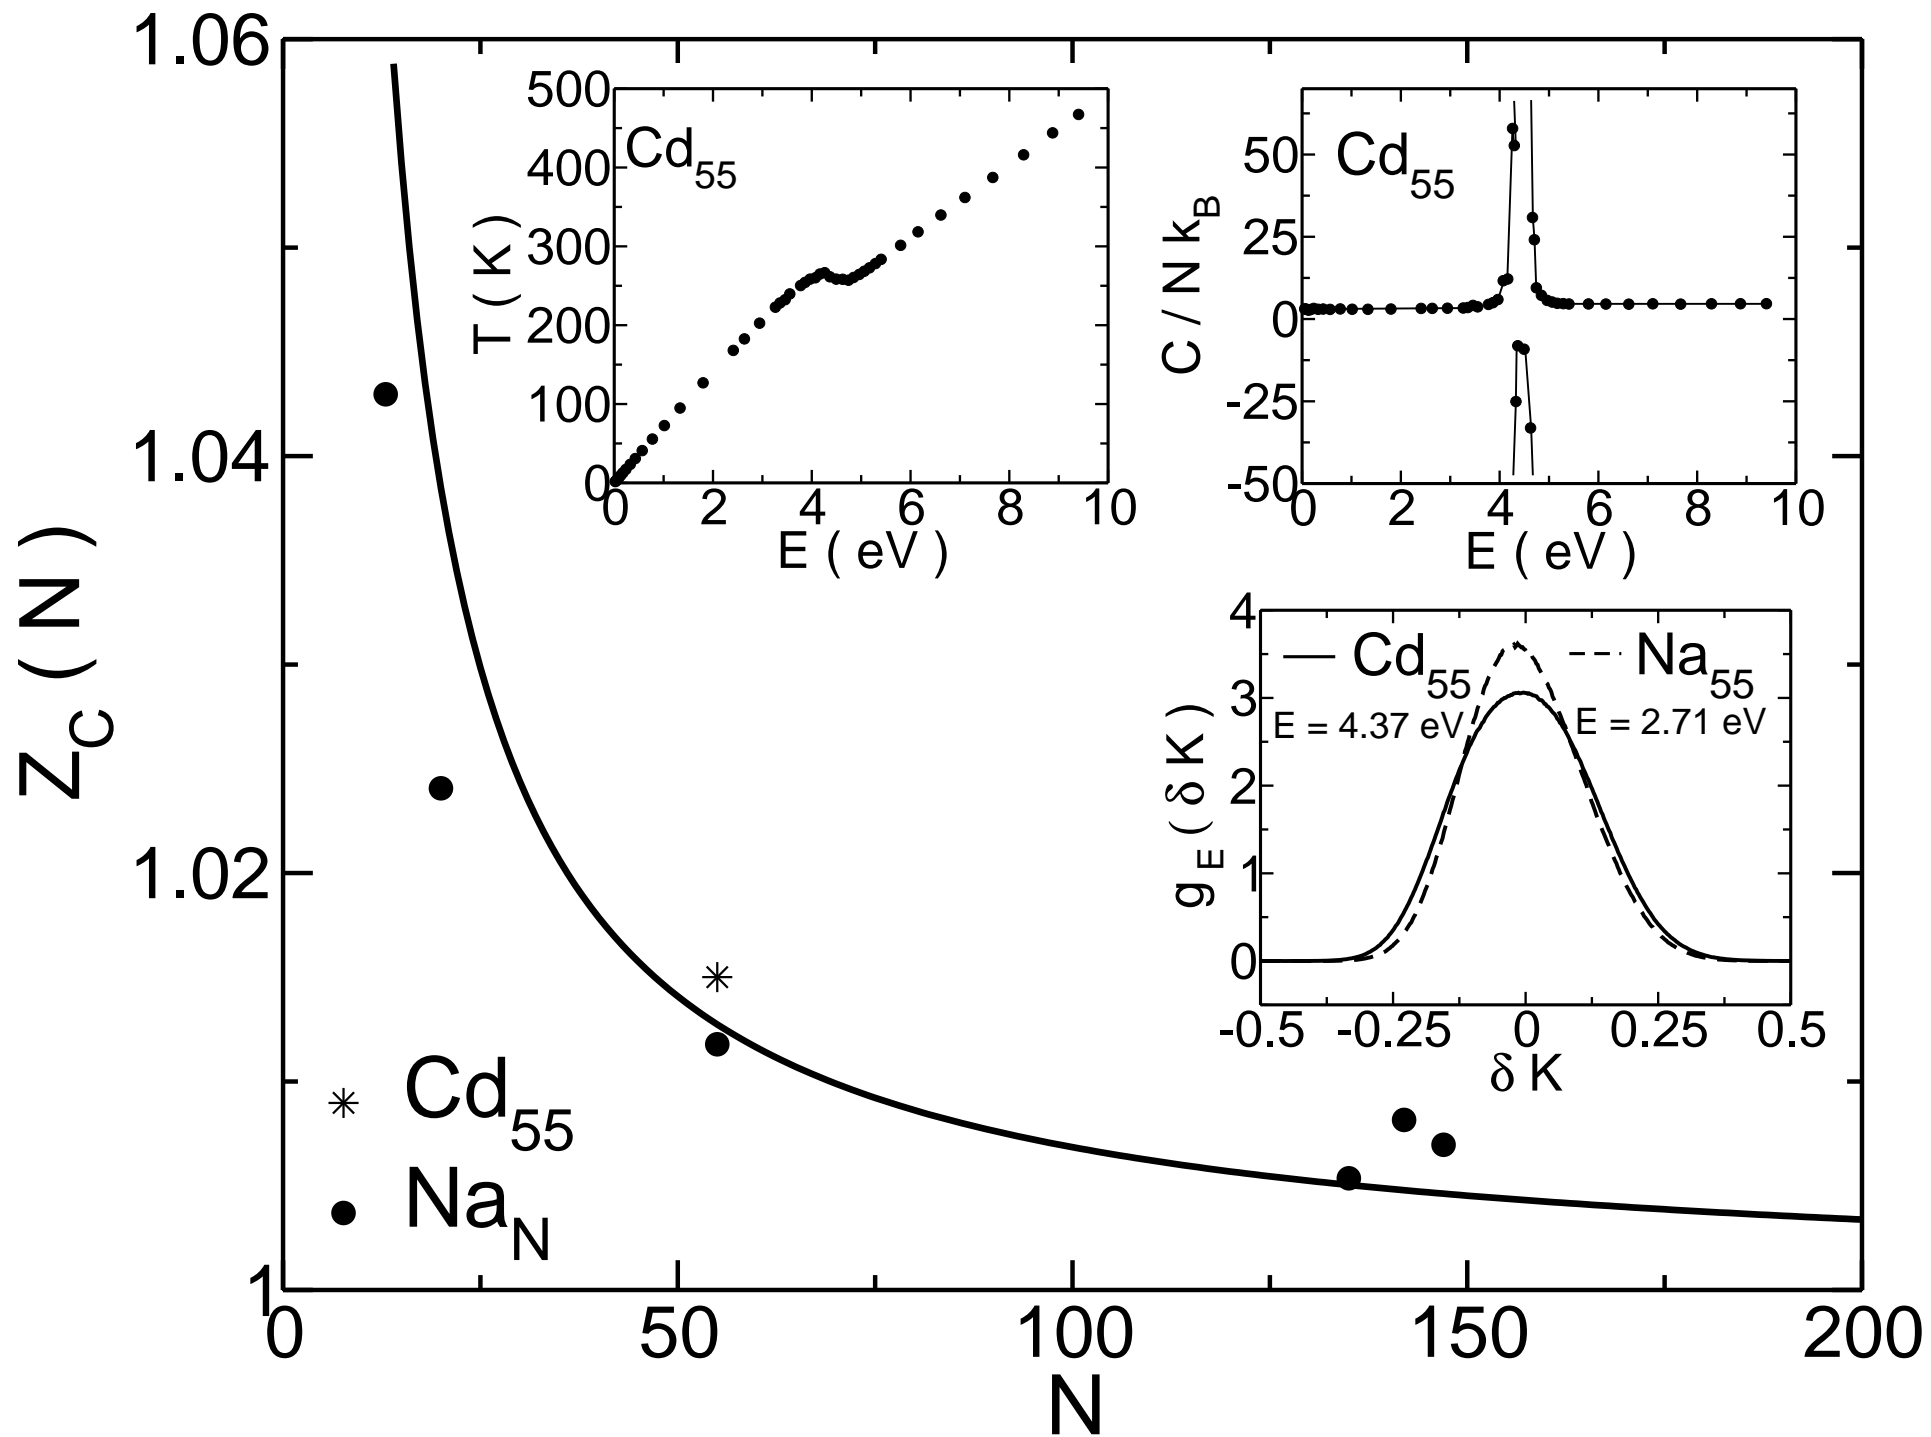 1.06
1.04
1.02
1
Z_C ( N )
0 50 100 150 200
N
Cd_55
Na_N
500
400
300
200
100
0
T ( K )
Cd_55
0 2 4 6 8 10
E ( eV )
50
25
0
-25
-50
C / N k_B
Cd_55
0 2 4 6 8 10
E ( eV )
4
3
2
1
0
g_E ( δ K )
Cd_55 Na_55
E = 4.37 eV E = 2.71 eV
-0.5 -0.25 0 0.25 0.5
δ K